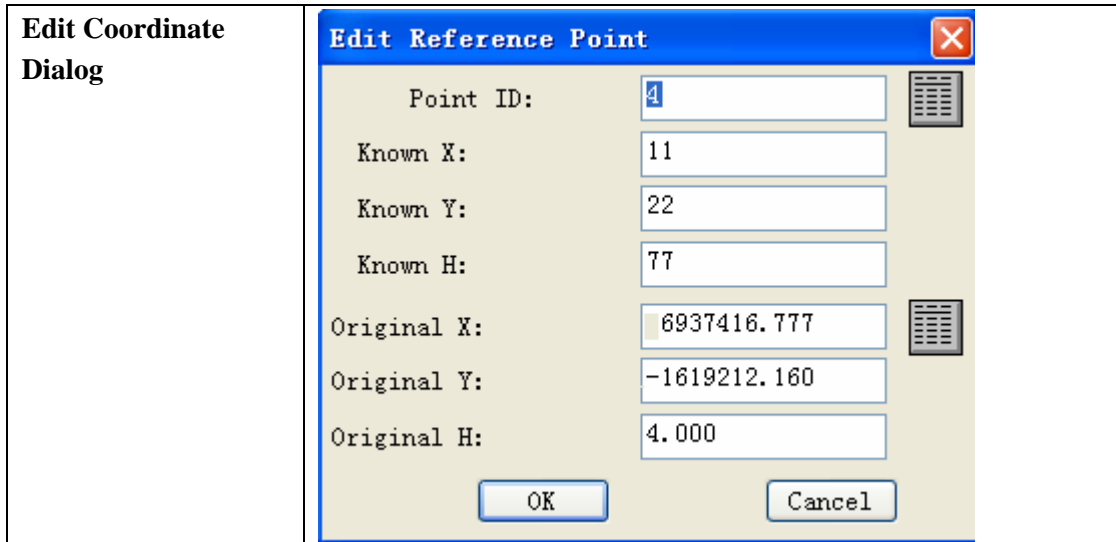 Edit Coordinate
Dialog
Edit Reference Point
Point ID: 4
Known X: 11
Known Y: 22
Known H: 77
Original X: 6937416.777
Original Y: -1619212.160
Original H: 4.000
OK Cancel